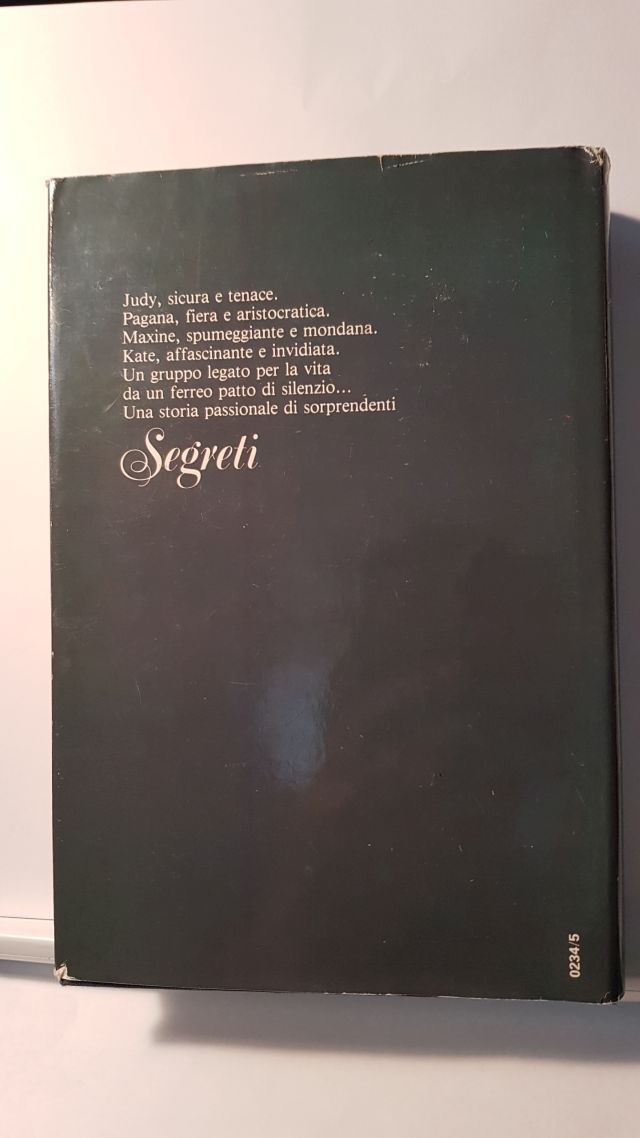 Judy, sicura e tenace.
Pagana, fiera e aristocratica.
Maxine, spumeggiante e mondana.
Kate, affascinante e invidiata.
Un gruppo legato per la vita
da un ferreo patto di silenzio...
Una storia passionale di sorprendenti
Segreti
0234/5